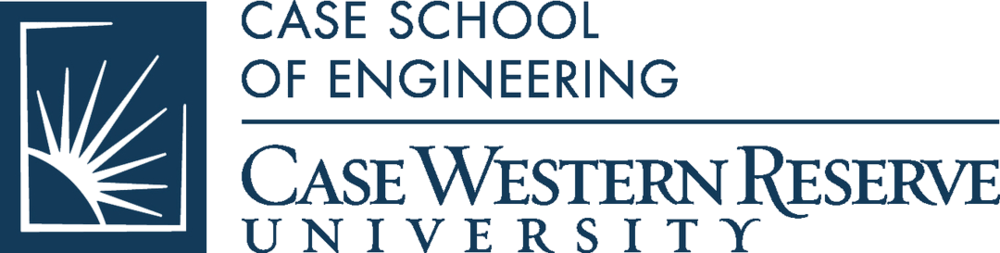 CASE SCHOOL
OF ENGINEERING
CASE WESTERN RESERVE
UNIVERSITY